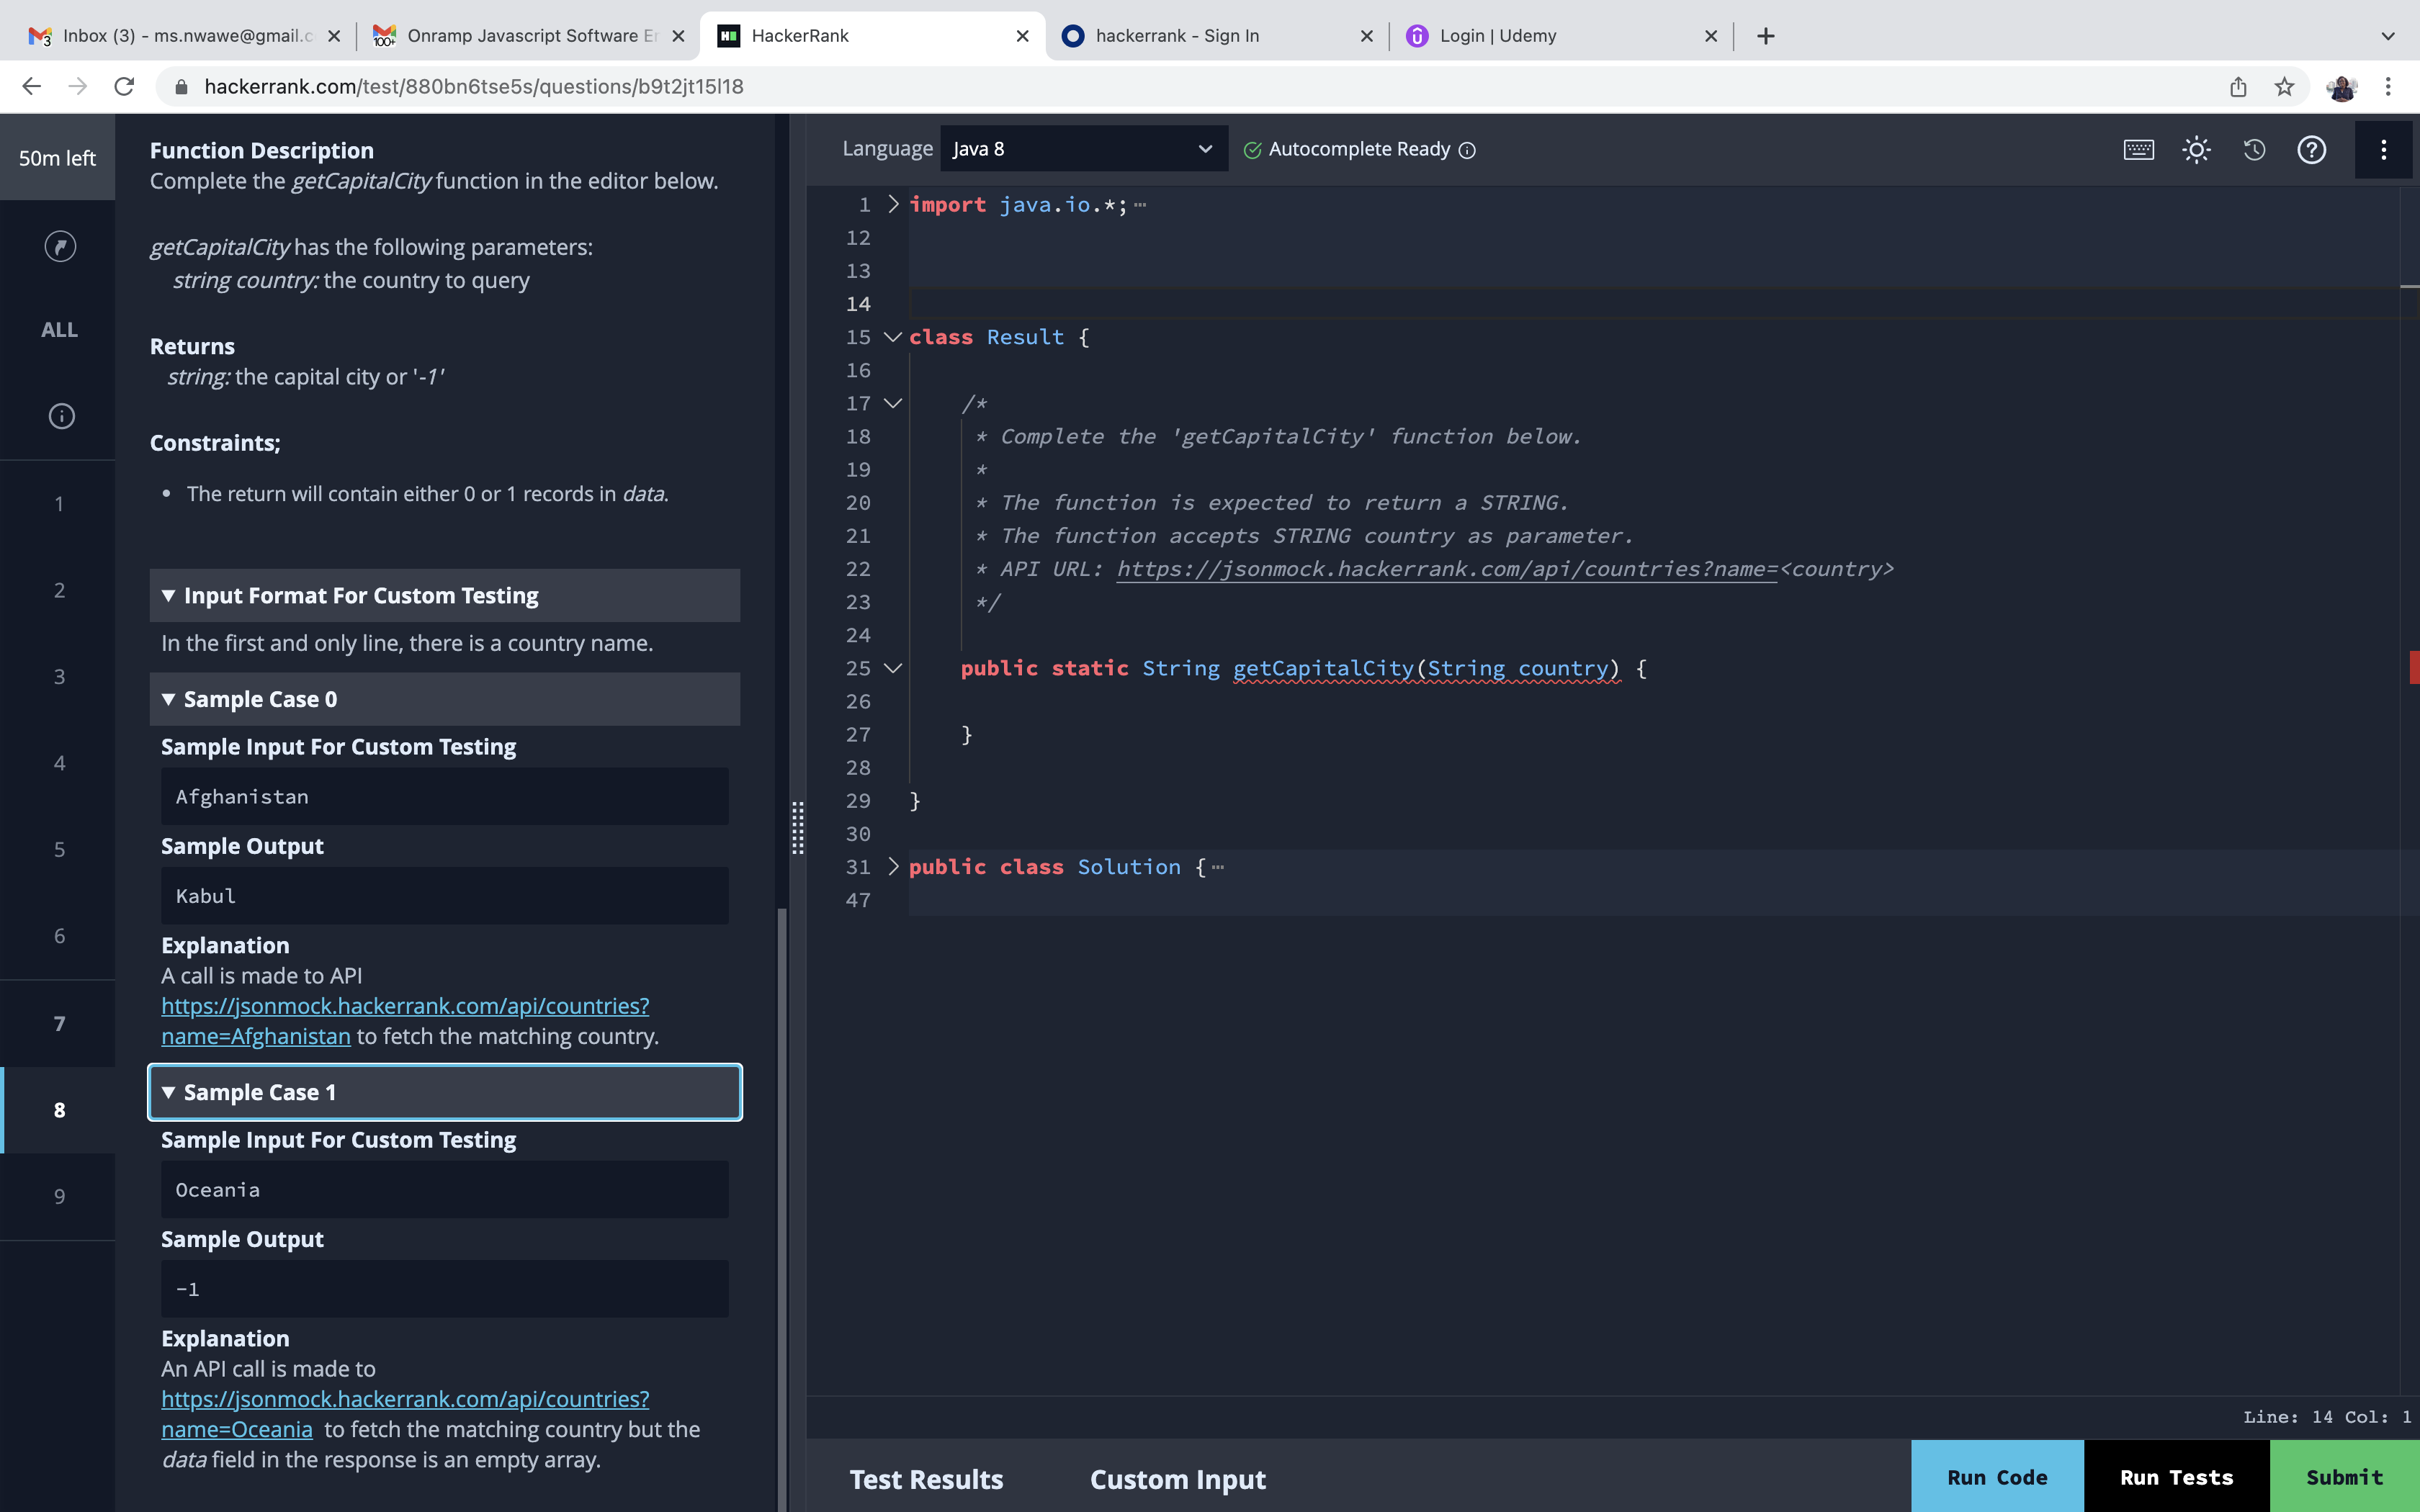 Inbox (3) - ms.nwawe@gmail.c
Onramp Javascript Software En
HackerRank
hackerrank - Sign In
Login | Udemy
hackerrank.com/test/880bn6tse5s/questions/b9t2jt15l18
50m left
ALL
1
2
3
4
5
6
7
8
9
Function Description
Complete the getCapitalCity function in the editor below.
getCapitalCity has the following parameters:
string country: the country to query
Returns
string: the capital city or '-1'
Constraints;
• The return will contain either 0 or 1 records in data.
▼ Input Format For Custom Testing
In the first and only line, there is a country name.
▼ Sample Case 0
Sample Input For Custom Testing
Afghanistan
Sample Output
Kabul
Explanation
A call is made to API
https://jsonmock.hackerrank.com/api/countries?
name=Afghanistan to fetch the matching country.
▼ Sample Case 1
Sample Input For Custom Testing
Oceania
Sample Output
-1
Explanation
An API call is made to
https://jsonmock.hackerrank.com/api/countries?
name=Oceania to fetch the matching country but the
data field in the response is an empty array.
Language Java 8 Autocomplete Ready
1 import java.io.*;
12
13
14
15 class Result {
16
17 /*
18 * Complete the 'getCapitalCity' function below.
19 *
20 * The function is expected to return a STRING.
21 * The function accepts STRING country as parameter.
22 * API URL: https://jsonmock.hackerrank.com/api/countries?name=<country>
23 */
24
25 public static String getCapitalCity(String country) {
26
27 }
28
29 }
30
31 public class Solution {
47
Line: 14 Col: 1
Test Results
Custom Input
Run Code
Run Tests
Submit